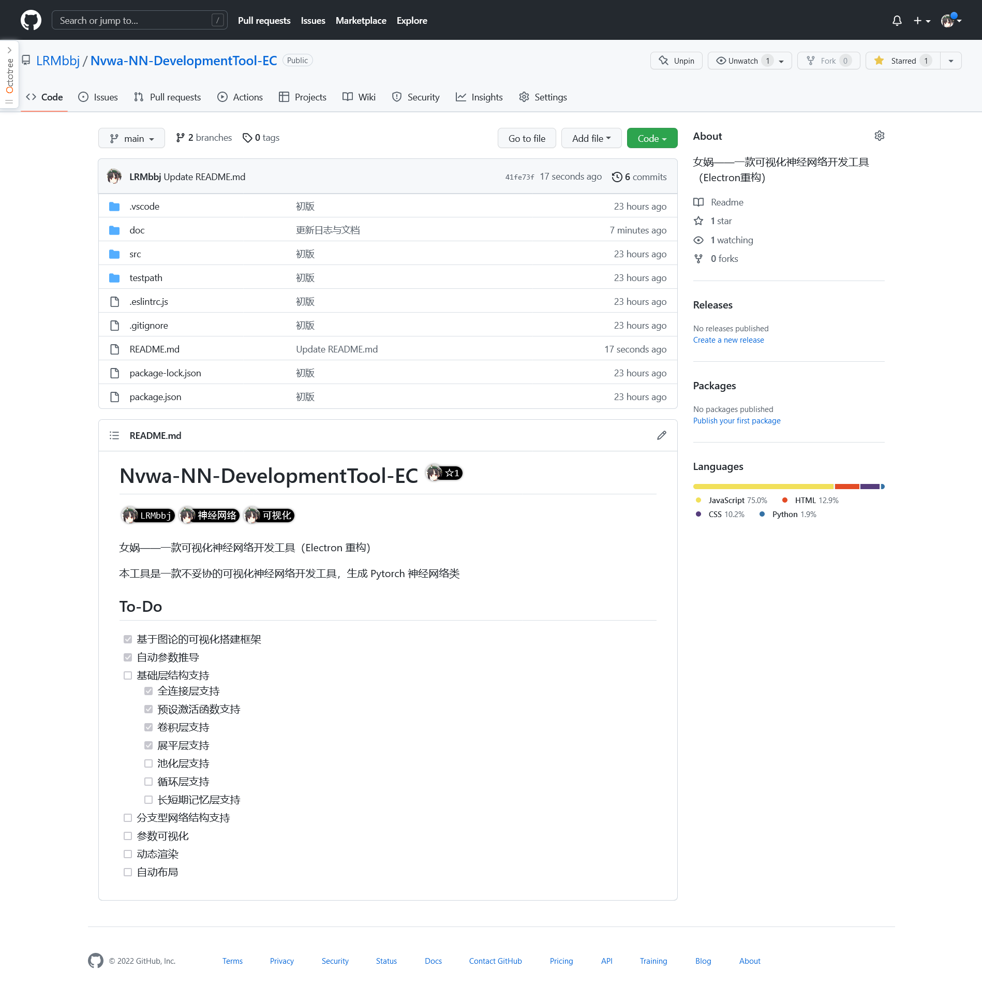 Search or jump to... /
Pull requests Issues Marketplace Explore
Octotree
LRMbbj / Nvwa-NN-DevelopmentTool-EC Public
Unpin Unwatch 1 Fork 0 Starred 1
Code Issues Pull requests Actions Projects Wiki Security Insights Settings
main 2 branches 0 tags Go to file Add file Code
LRMbbj Update README.md 41fe73f 17 seconds ago 6 commits
.vscode 初版 23 hours ago
doc 更新日志与文档 7 minutes ago
src 初版 23 hours ago
testpath 初版 23 hours ago
.eslintrc.js 初版 23 hours ago
.gitignore 初版 23 hours ago
README.md Update README.md 17 seconds ago
package-lock.json 初版 23 hours ago
package.json 初版 23 hours ago
README.md
Nvwa-NN-DevelopmentTool-EC ☆1
LRMbbj 神经网络 可视化
女娲——一款可视化神经网络开发工具（Electron 重构）
本工具是一款不妥协的可视化神经网络开发工具，生成 Pytorch 神经网络类
To-Do
基于图论的可视化搭建框架
自动参数推导
基础层结构支持
全连接层支持
预设激活函数支持
卷积层支持
展平层支持
池化层支持
循环层支持
长短期记忆层支持
分支型网络结构支持
参数可视化
动态渲染
自动布局
About
女娲——一款可视化神经网络开发工具
（Electron重构）
Readme
1 star
1 watching
0 forks
Releases
No releases published
Create a new release
Packages
No packages published
Publish your first package
Languages
JavaScript 75.0% HTML 12.9%
CSS 10.2% Python 1.9%
© 2022 GitHub, Inc. Terms Privacy Security Status Docs Contact GitHub Pricing API Training Blog About